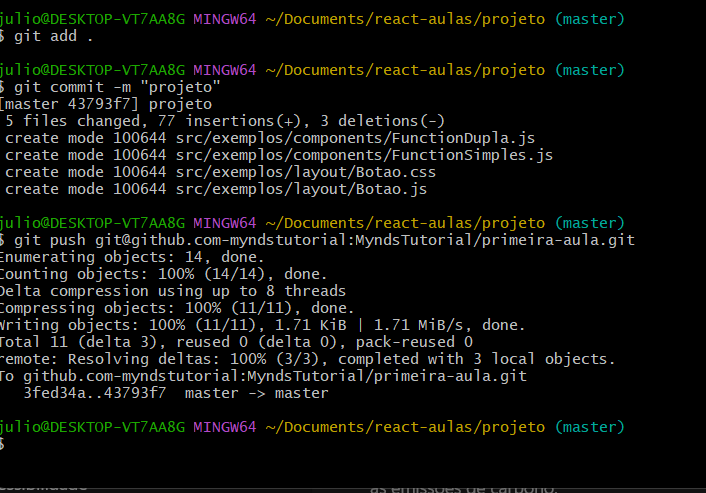 julio@DESKTOP-VT7AA8G MINGW64 ~/Documents/react-aulas/projeto (master)
$ git add .
julio@DESKTOP-VT7AA8G MINGW64 ~/Documents/react-aulas/projeto (master)
$ git commit -m "projeto"
[master 43793f7] projeto
5 files changed, 77 insertions(+), 3 deletions(-)
create mode 100644 src/exemplos/components/FunctionDupla.js
create mode 100644 src/exemplos/components/FunctionSimples.js
create mode 100644 src/exemplos/layout/Botao.css
create mode 100644 src/exemplos/layout/Botao.js
julio@DESKTOP-VT7AA8G MINGW64 ~/Documents/react-aulas/projeto (master)
$ git push git@github.com-myndstutorial:MyndsTutorial/primeira-aula.git
Enumerating objects: 14, done.
Counting objects: 100% (14/14), done.
Delta compression using up to 8 threads
Compressing objects: 100% (11/11), done.
Writing objects: 100% (11/11), 1.71 KiB | 1.71 MiB/s, done.
Total 11 (delta 3), reused 0 (delta 0), pack-reused 0
remote: Resolving deltas: 100% (3/3), completed with 3 local objects.
To github.com-myndstutorial:MyndsTutorial/primeira-aula.git
3fed34a..43793f7 master -> master
julio@DESKTOP-VT7AA8G MINGW64 ~/Documents/react-aulas/projeto (master)
$
as emissões de carbono.